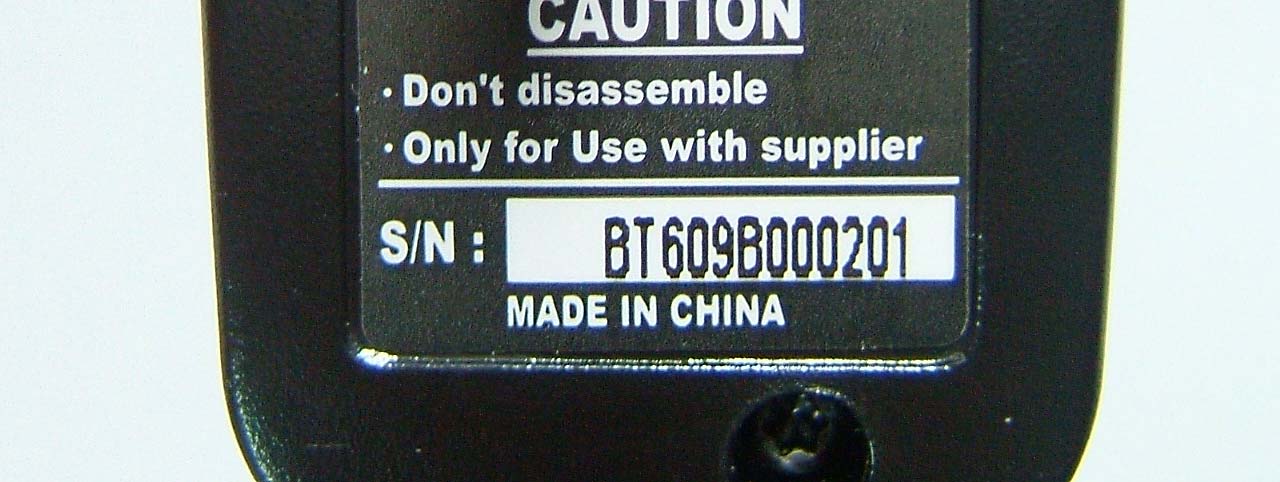 CAUTION
· Don't disassemble
· Only for Use with supplier
S/N : BT609B000201
MADE IN CHINA